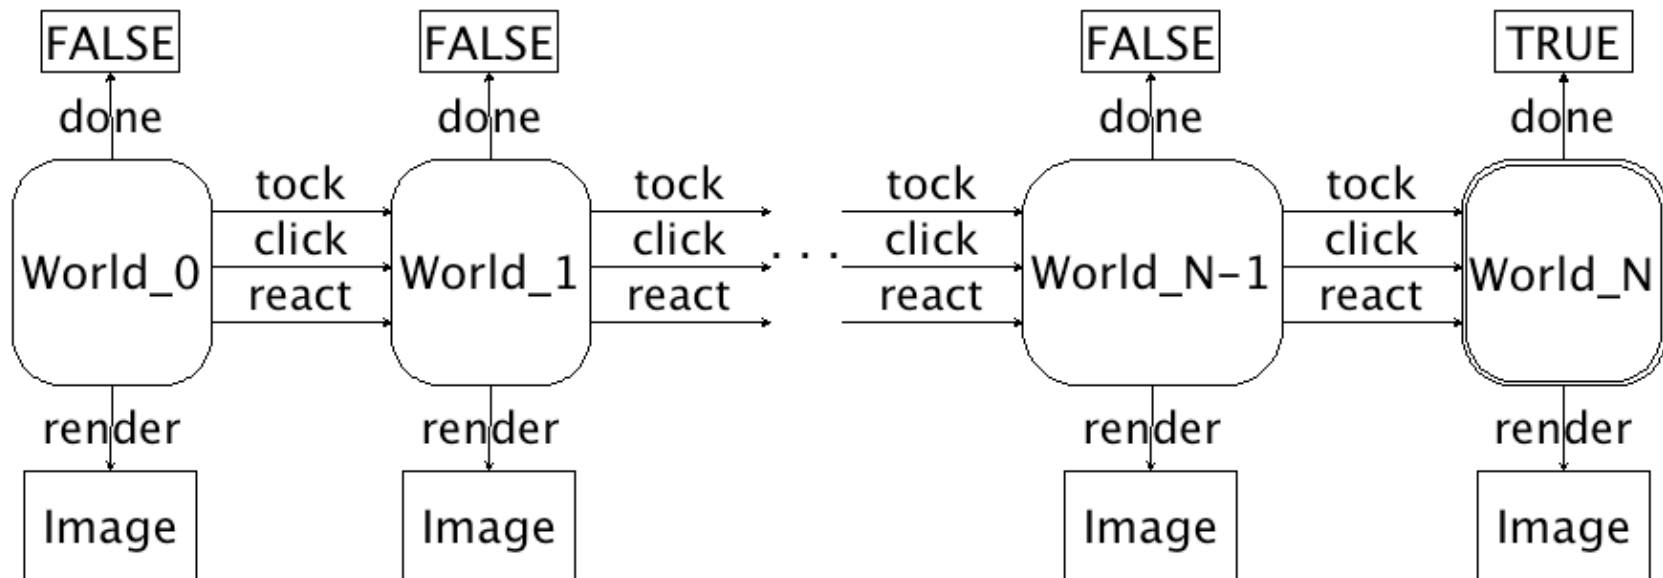 FALSE FALSE FALSE TRUE
done done done done
tock tock tock tock
click click . . . click click
World_0 World_1 World_N-1 World_N
react react react react
render render render render
Image Image Image Image